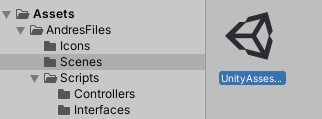 Assets
AndresFiles
Icons
Scenes
Scripts
Controllers
Interfaces
UnityAsses...